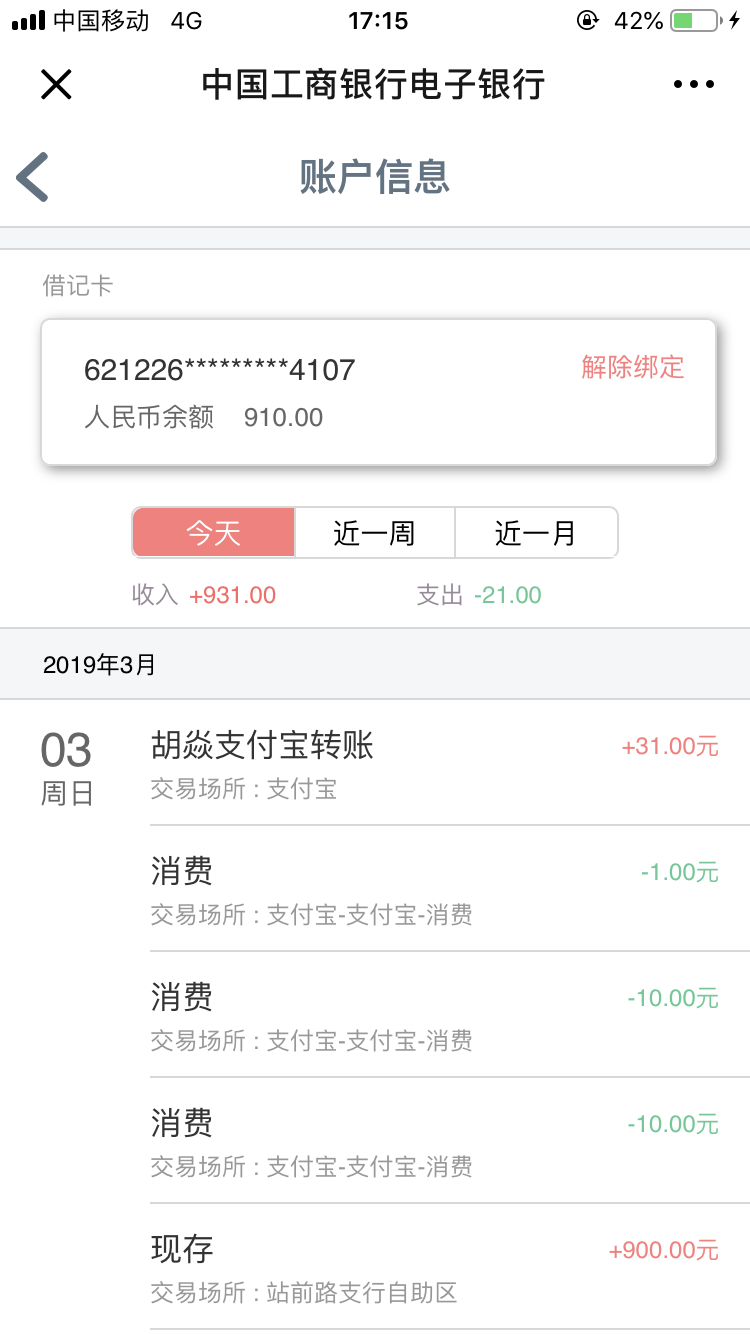 中国移动 4G 17:15 42%
中国工商银行电子银行
账户信息
借记卡
621226*********4107 解除绑定
人民币余额 910.00
今天 近一周 近一月
收入 +931.00 支出 -21.00
2019年3月
03 胡焱支付宝转账 +31.00元
周日 交易场所 : 支付宝
消费 -1.00元
交易场所 : 支付宝-支付宝-消费
消费 -10.00元
交易场所 : 支付宝-支付宝-消费
消费 -10.00元
交易场所 : 支付宝-支付宝-消费
现存 +900.00元
交易场所 : 站前路支行自助区